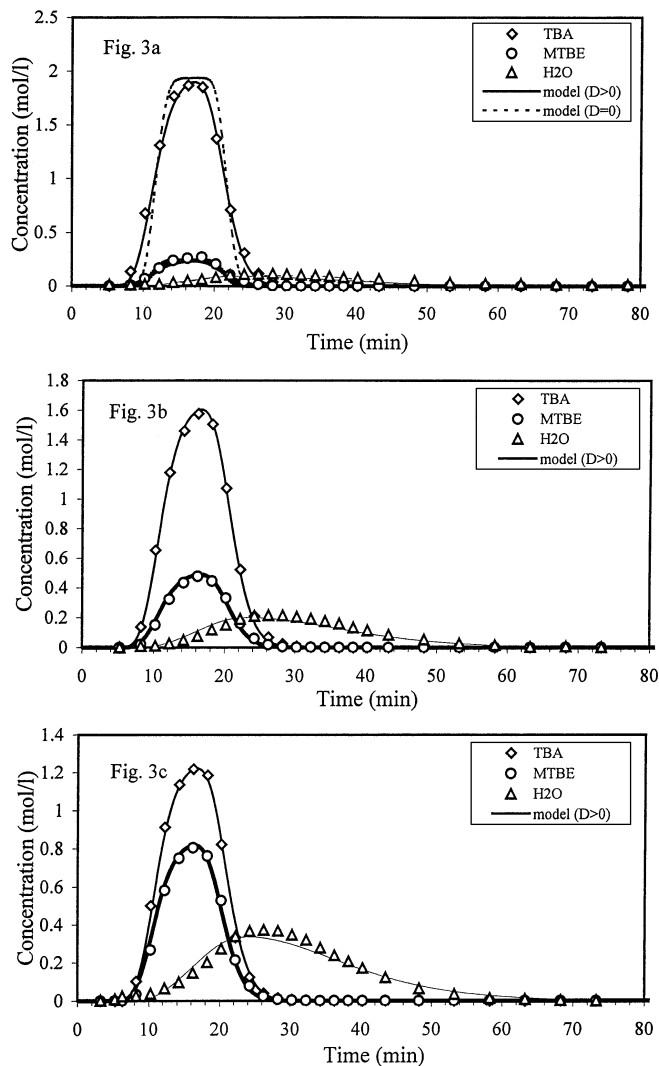 Fig. 3a
TBA
MTBE
H2O
model (D>0)
model (D=0)
Concentration (mol/l)
2.5
2
1.5
1
0.5
0
0 10 20 30 40 50 60 70 80
Time (min)
Fig. 3b
TBA
MTBE
H2O
model (D>0)
Concentration (mol/l)
1.8
1.6
1.4
1.2
1
0.8
0.6
0.4
0.2
0
0 10 20 30 40 50 60 70 80
Time (min)
Fig. 3c
TBA
MTBE
H2O
model (D>0)
Concentration (mol/l)
1.4
1.2
1
0.8
0.6
0.4
0.2
0
0 10 20 30 40 50 60 70 80
Time (min)